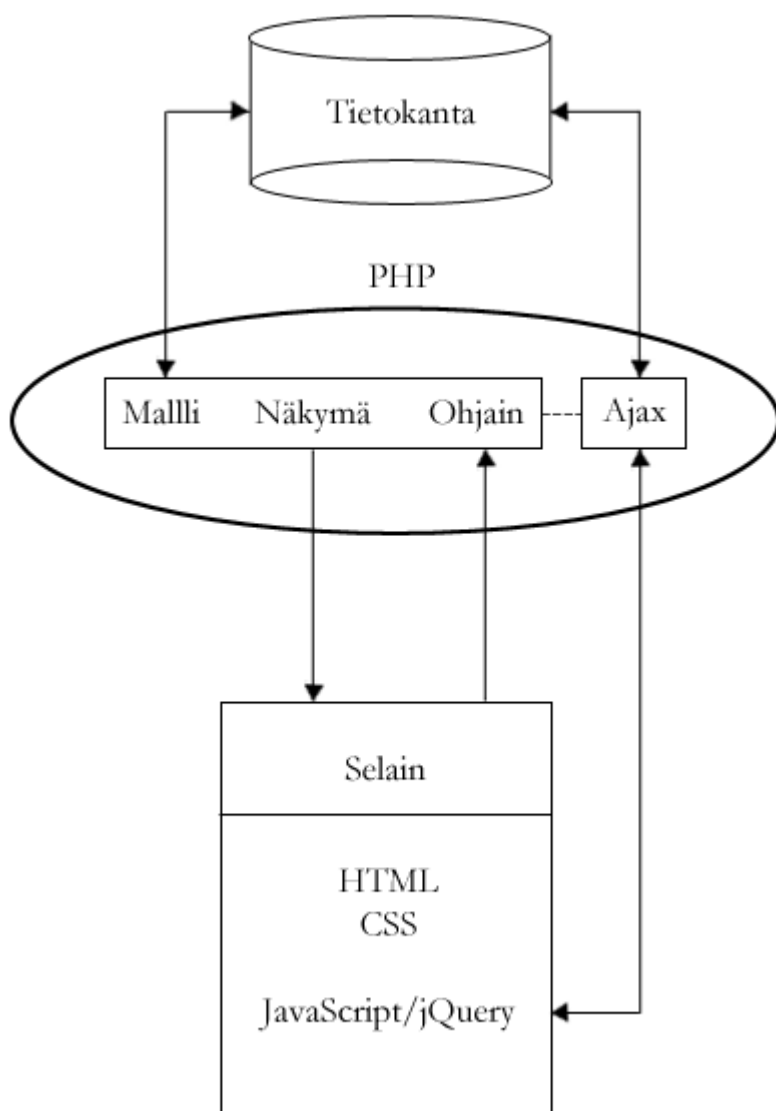 Tietokanta
PHP
Mallli Näkymä Ohjain Ajax
Selain
HTML
CSS
JavaScript/jQuery